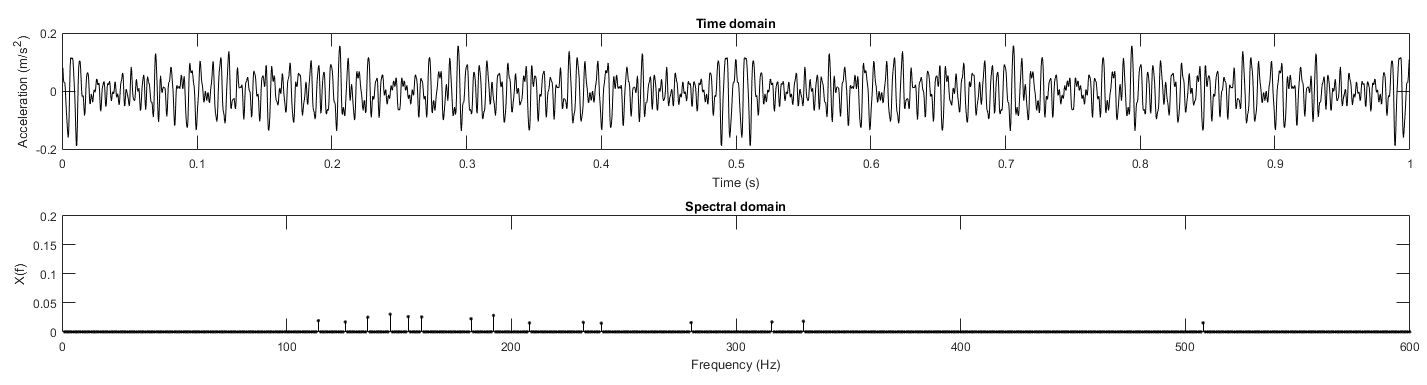 Time domain
Acceleration (m/s²)
0.2
0
-0.2
0 0.1 0.2 0.3 0.4 0.5 0.6 0.7 0.8 0.9 1
Time (s)
Spectral domain
X(f)
0.2
0.15
0.1
0.05
0
0 100 200 300 400 500 600
Frequency (Hz)